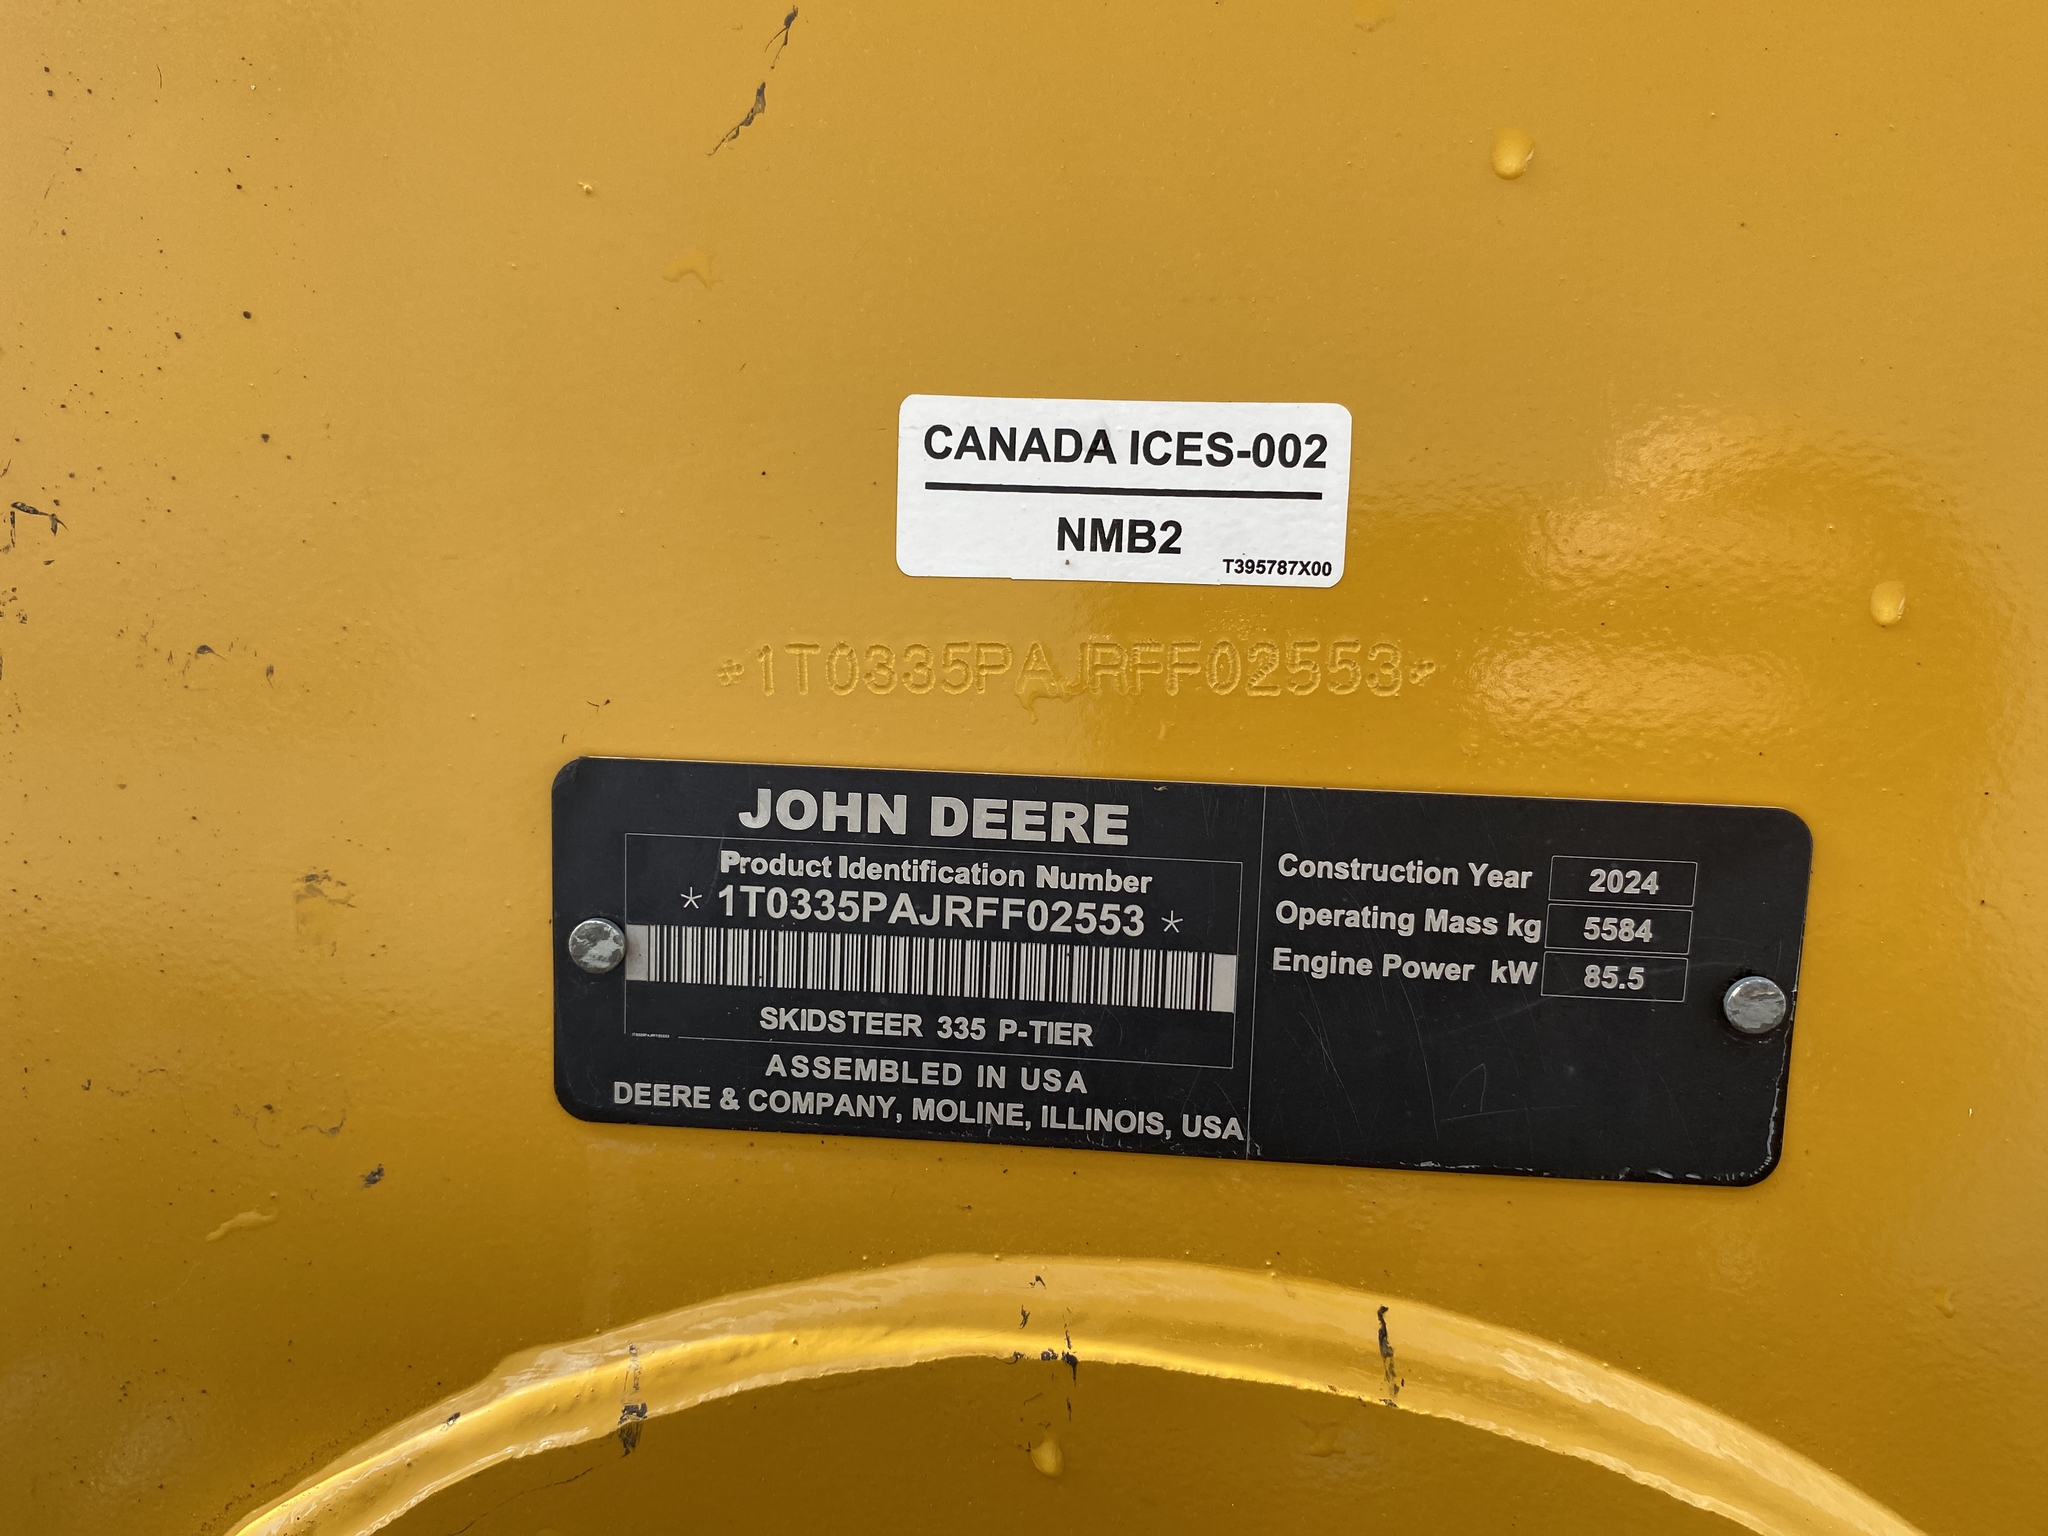 CANADA ICES-002
NMB2
T395787X00
*1T0335PAJRFF02553*
JOHN DEERE
Product Identification Number
* 1T0335PAJRFF02553 *
SKIDSTEER 335 P-TIER
ASSEMBLED IN USA
DEERE & COMPANY, MOLINE, ILLINOIS, USA
Construction Year 2024
Operating Mass kg 5584
Engine Power kW 85.5